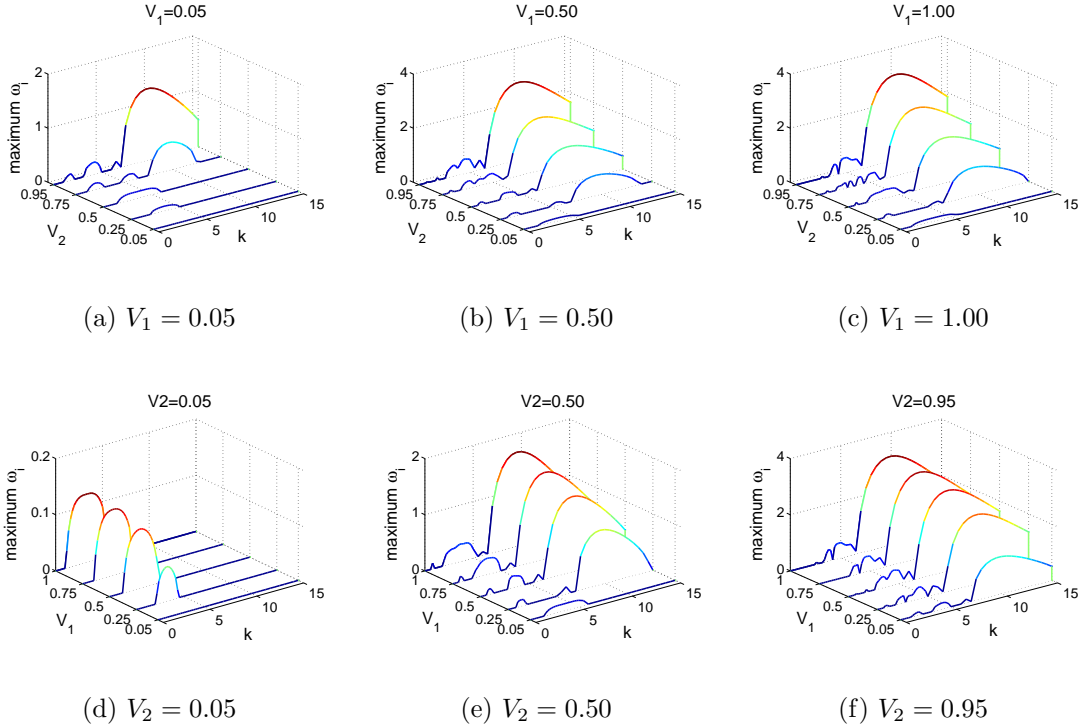 V_1=0.05
maximum ω_i
2
1
0
0.95
0.75
0.5
0.25
0.05
V_2
0
5
10
15
k
V_1=0.50
maximum ω_i
4
2
0
0.95
0.75
0.5
0.25
0.05
V_2
0
5
10
15
k
V_1=1.00
maximum ω_i
4
2
0
0.95
0.75
0.5
0.25
0.05
V_2
0
5
10
15
k
(a) V_1 = 0.05
(b) V_1 = 0.50
(c) V_1 = 1.00
V2=0.05
maximum ω_i
0.2
0.1
0
1
0.75
0.5
0.25
0.05
V_1
0
5
10
15
k
V2=0.50
maximum ω_i
2
1
0
1
0.75
0.5
0.25
0.05
V_1
0
5
10
15
k
V2=0.95
maximum ω_i
4
2
0
1
0.75
0.5
0.25
0.05
V_1
0
5
10
15
k
(d) V_2 = 0.05
(e) V_2 = 0.50
(f) V_2 = 0.95